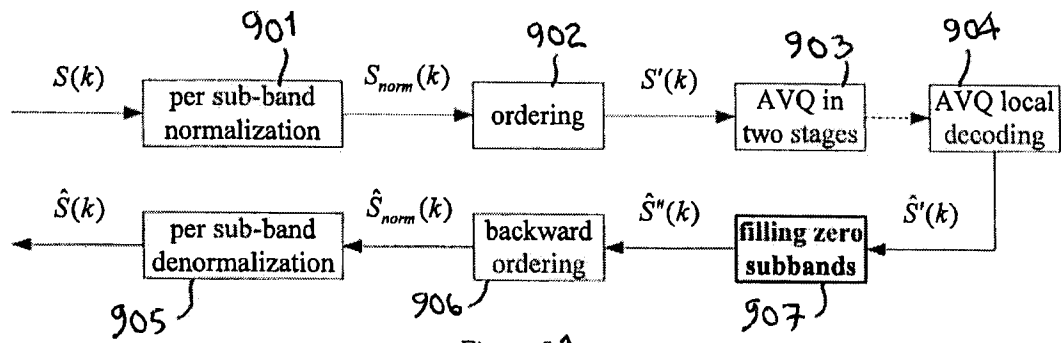 901
902
903
904
S(k)
per sub-band
normalization
S_norm(k)
ordering
S'(k)
AVQ in
two stages
AVQ local
decoding
Ŝ(k)
per sub-band
denormalization
Ŝ_norm(k)
backward
ordering
Ŝ"(k)
filling zero
subbands
Ŝ'(k)
905
906
907